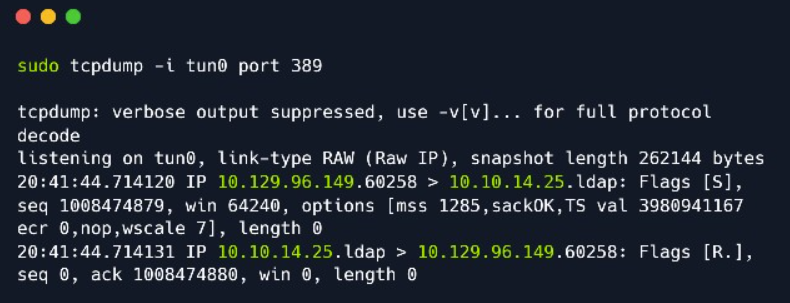 sudo tcpdump -i tun0 port 389
tcpdump: verbose output suppressed, use -v[v]... for full protocol
decode
listening on tun0, link-type RAW (Raw IP), snapshot length 262144 bytes
20:41:44.714120 IP 10.129.96.149.60258 > 10.10.14.25.ldap: Flags [S],
seq 1008474879, win 64240, options [mss 1285,sackOK,TS val 3980941167
ecr 0,nop,wscale 7], length 0
20:41:44.714131 IP 10.10.14.25.ldap > 10.129.96.149.60258: Flags [R.],
seq 0, ack 1008474880, win 0, length 0